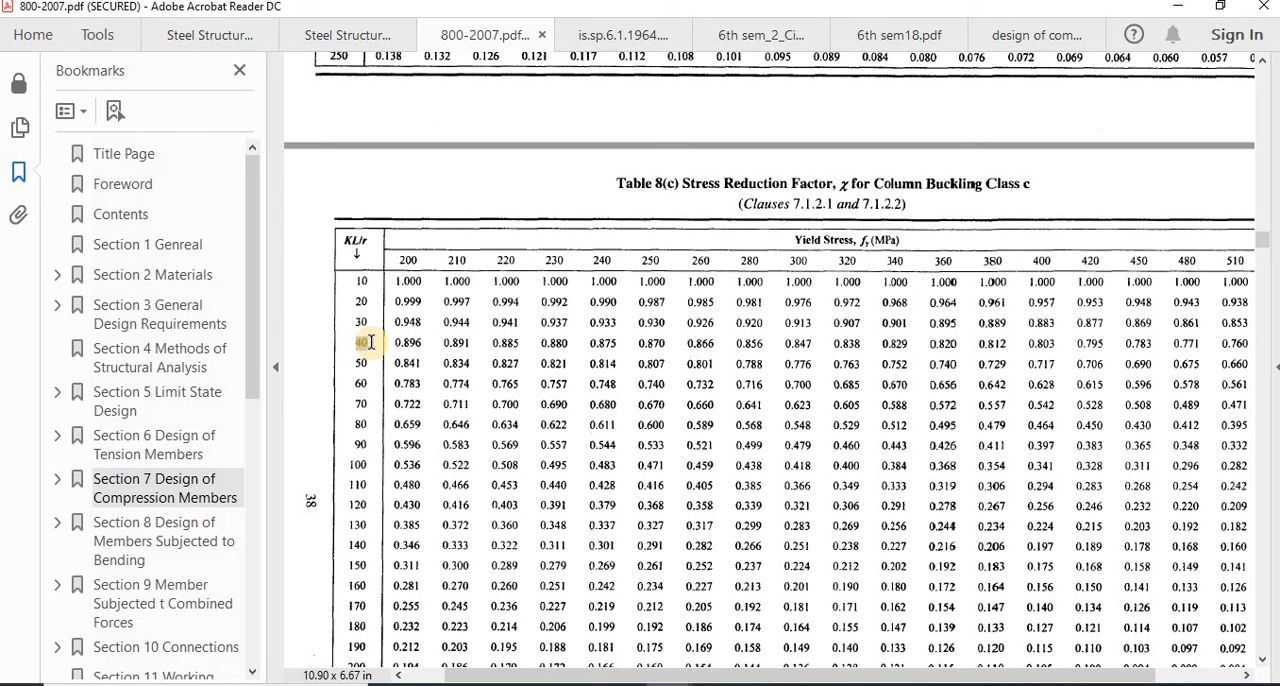 800-2007.pdf (SECURED) - Adobe Acrobat Reader DC
Home Tools Steel Structur... Steel Structur... 800-2007.pdf... × is.sp.6.1.1964.... 6th sem_2_Ci... 6th sem18.pdf design of com... Sign In
Bookmarks
Title Page
Foreword
Contents
Section 1 Genreal
Section 2 Materials
Section 3 General
Design Requirements
Section 4 Methods of
Structural Analysis
Section 5 Limit State
Design
Section 6 Design of
Tension Members
Section 7 Design of
Compression Members
Section 8 Design of
Members Subjected to
Bending
Section 9 Member
Subjected t Combined
Forces
Section 10 Connections
Section 11 Working
250 0.138 0.132 0.126 0.121 0.117 0.112 0.108 0.101 0.095 0.089 0.084 0.080 0.076 0.072 0.069 0.064 0.060 0.057
Table 8(c) Stress Reduction Factor, χ for Column Buckling Class c
(Clauses 7.1.2.1 and 7.1.2.2)
KL/r Yield Stress, fy (MPa)
↓ 200 210 220 230 240 250 260 280 300 320 340 360 380 400 420 450 480 510
10 1.000 1.000 1.000 1.000 1.000 1.000 1.000 1.000 1.000 1.000 1.000 1.000 1.000 1.000 1.000 1.000 1.000 1.000
20 0.999 0.997 0.994 0.992 0.990 0.987 0.985 0.981 0.976 0.972 0.968 0.964 0.961 0.957 0.953 0.948 0.943 0.938
30 0.948 0.944 0.941 0.937 0.933 0.930 0.926 0.920 0.913 0.907 0.901 0.895 0.889 0.883 0.877 0.869 0.861 0.853
40 0.896 0.891 0.885 0.880 0.875 0.870 0.866 0.856 0.847 0.838 0.829 0.820 0.812 0.803 0.795 0.783 0.771 0.760
50 0.841 0.834 0.827 0.821 0.814 0.807 0.801 0.788 0.776 0.763 0.752 0.740 0.729 0.717 0.706 0.690 0.675 0.660
60 0.783 0.774 0.765 0.757 0.748 0.740 0.732 0.716 0.700 0.685 0.670 0.656 0.642 0.628 0.615 0.596 0.578 0.561
70 0.722 0.711 0.700 0.690 0.680 0.670 0.660 0.641 0.623 0.605 0.588 0.572 0.557 0.542 0.528 0.508 0.489 0.471
80 0.659 0.646 0.634 0.622 0.611 0.600 0.589 0.568 0.548 0.529 0.512 0.495 0.479 0.464 0.450 0.430 0.412 0.395
90 0.596 0.583 0.569 0.557 0.544 0.533 0.521 0.499 0.479 0.460 0.443 0.426 0.411 0.397 0.383 0.365 0.348 0.332
100 0.536 0.522 0.508 0.495 0.483 0.471 0.459 0.438 0.418 0.400 0.384 0.368 0.354 0.341 0.328 0.311 0.296 0.282
110 0.480 0.466 0.453 0.440 0.428 0.416 0.405 0.385 0.366 0.349 0.333 0.319 0.306 0.294 0.283 0.268 0.254 0.242
120 0.430 0.416 0.403 0.391 0.379 0.368 0.358 0.339 0.321 0.306 0.291 0.278 0.267 0.256 0.246 0.232 0.220 0.209
130 0.385 0.372 0.360 0.348 0.337 0.327 0.317 0.299 0.283 0.269 0.256 0.244 0.234 0.224 0.215 0.203 0.192 0.182
140 0.346 0.333 0.322 0.311 0.301 0.291 0.282 0.266 0.251 0.238 0.227 0.216 0.206 0.197 0.189 0.178 0.168 0.160
150 0.311 0.300 0.289 0.279 0.269 0.261 0.252 0.237 0.224 0.212 0.202 0.192 0.183 0.175 0.168 0.158 0.149 0.141
160 0.281 0.270 0.260 0.251 0.242 0.234 0.227 0.213 0.201 0.190 0.180 0.172 0.164 0.156 0.150 0.141 0.133 0.126
170 0.255 0.245 0.236 0.227 0.219 0.212 0.205 0.192 0.181 0.171 0.162 0.154 0.147 0.140 0.134 0.126 0.119 0.113
180 0.232 0.223 0.214 0.206 0.199 0.192 0.186 0.174 0.164 0.155 0.147 0.139 0.133 0.127 0.121 0.114 0.107 0.102
190 0.212 0.203 0.195 0.188 0.181 0.175 0.169 0.158 0.149 0.140 0.133 0.126 0.120 0.115 0.110 0.103 0.097 0.092
38
10.90 x 6.67 in